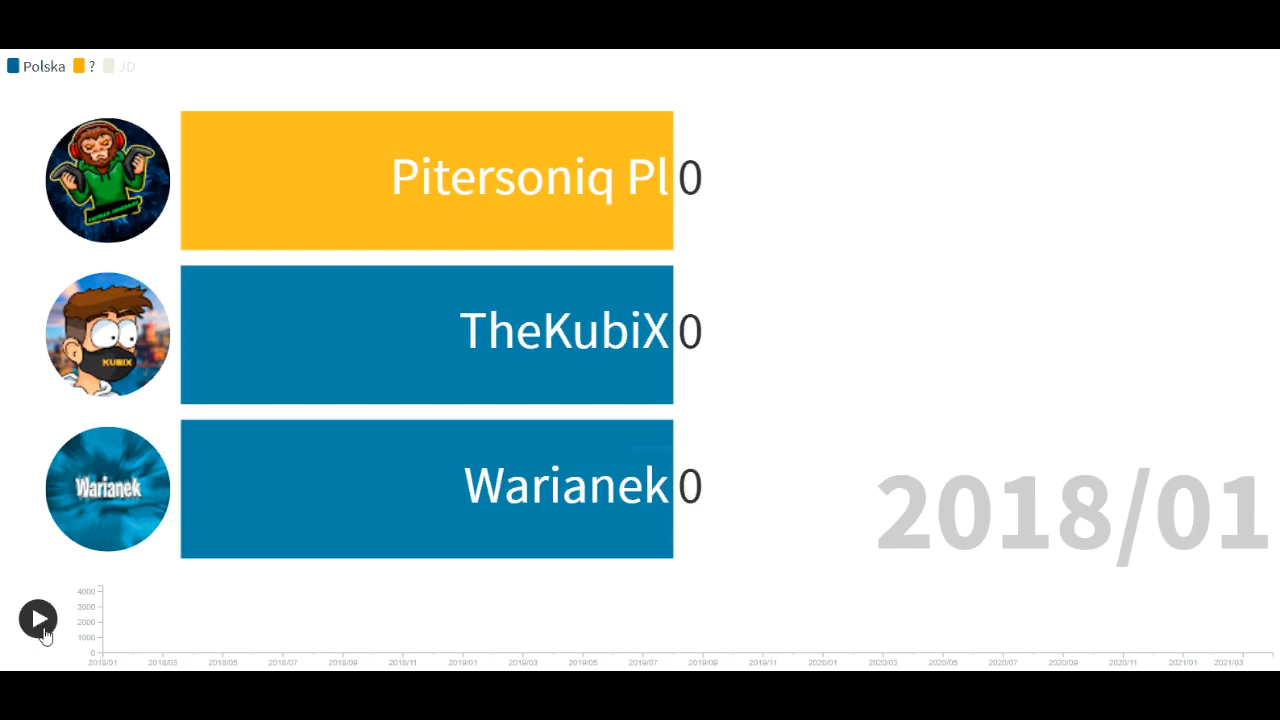 Polska ? JD
Pitersoniq Pl 0
KUBIX
TheKubiX 0
Warianek
Warianek 0
2018/01
4000
3000
2000
1000
0
2018/01 2018/03 2018/05 2018/07 2018/09 2018/11 2019/01 2019/03 2019/05 2019/07 2019/09 2019/11 2020/01 2020/03 2020/05 2020/07 2020/09 2020/11 2021/01 2021/03